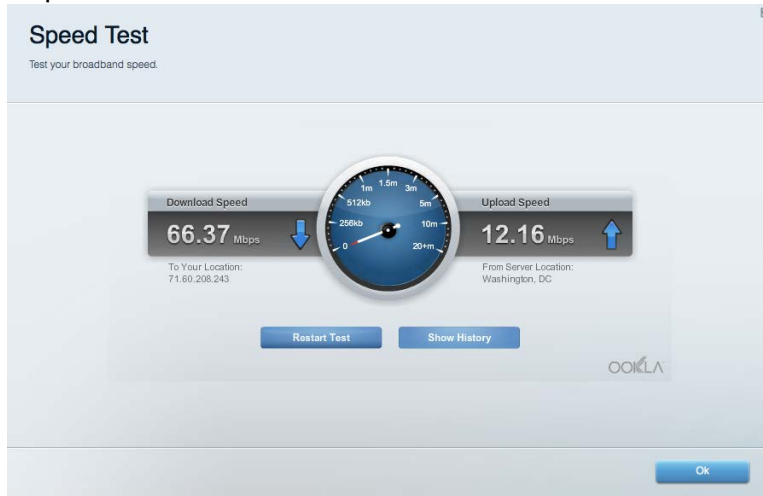 Speed Test
Test your broadband speed.
Download Speed
66.37 Mbps
To Your Location:
71.60.208.243
0
256kb
512kb
1m
1.5m
3m
5m
10m
20+m
Upload Speed
12.16 Mbps
From Server Location:
Washington, DC
Restart Test
Show History
OOKLA
Ok